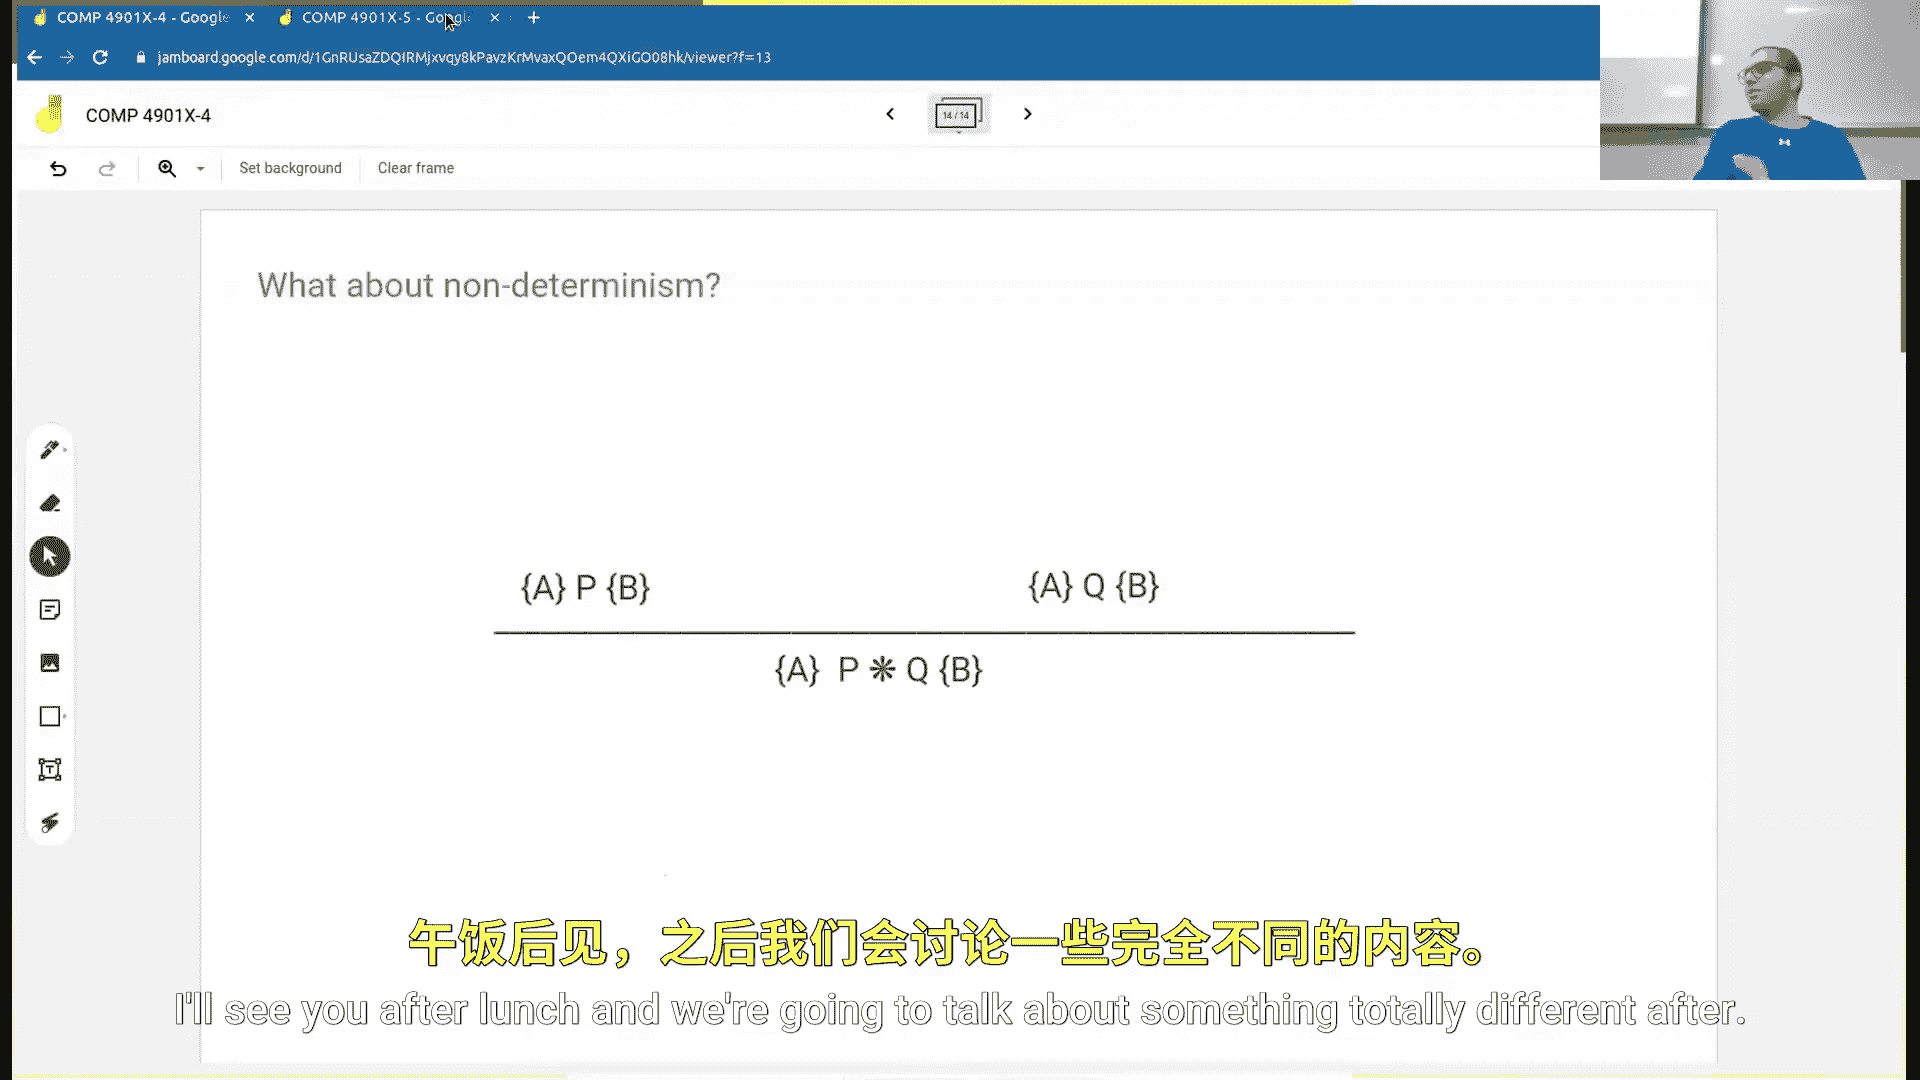 COMP 4901X-4 - Google
COMP 4901X-5 - Google
jamboard.google.com/d/1GnRUsaZDQIRMjxvqy8kPavzKrMvaxQOem4QXiGO08hk/viewer?f=13
COMP 4901X-4
14 / 14
Set background
Clear frame
What about non-determinism?
{A} P {B}
{A} Q {B}
{A} P ❋ Q {B}
午饭后见，之后我们会讨论一些完全不同的内容。
I'll see you after lunch and we're going to talk about something totally different after.